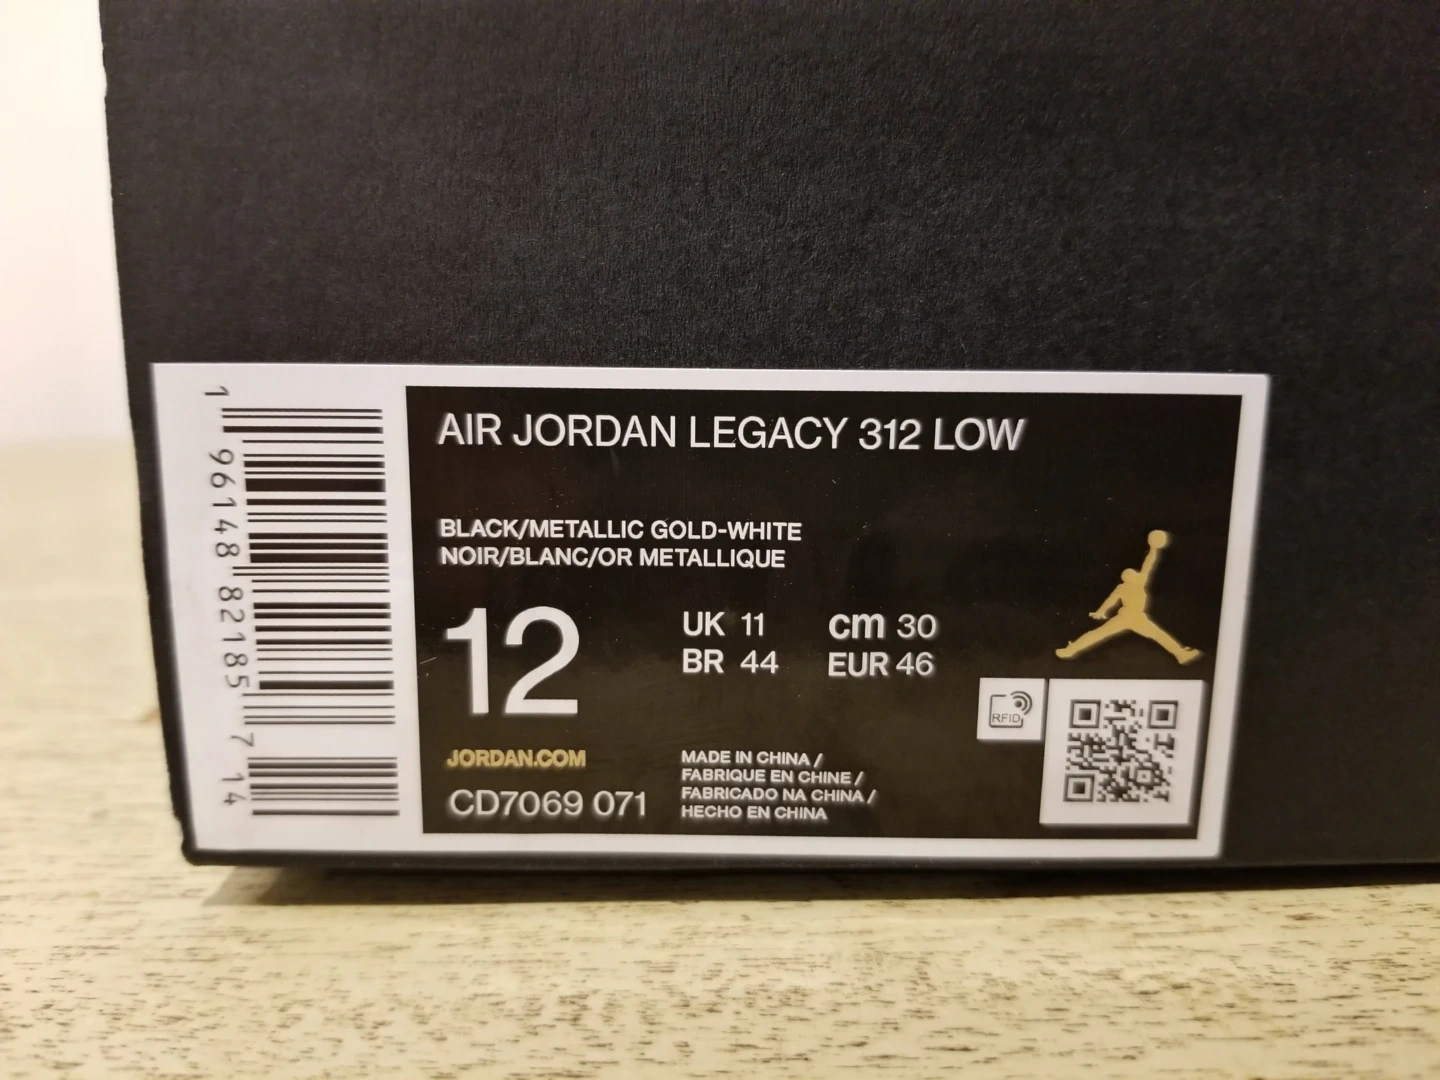 AIR JORDAN LEGACY 312 LOW
BLACK/METALLIC GOLD-WHITE
NOIR/BLANC/OR METALLIQUE
12
UK 11
cm 30
BR 44
EUR 46
RFID
JORDAN.COM
CD7069 071
MADE IN CHINA /
FABRIQUE EN CHINE /
FABRICADO NA CHINA /
HECHO EN CHINA
1 96148 82185 7 14